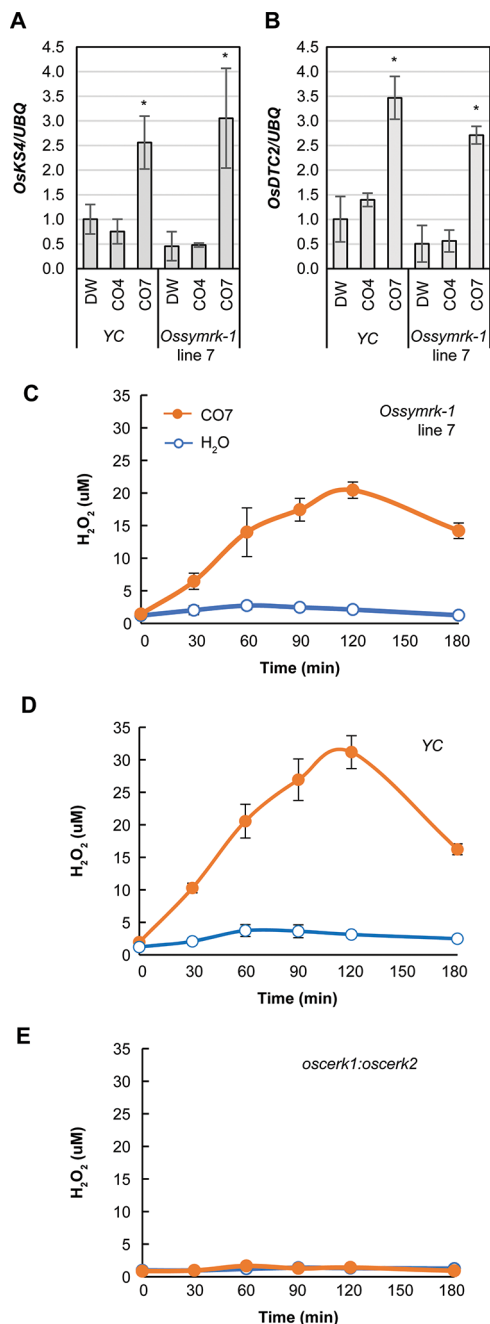 A
OsKS4/UBQ
4.5
4.0
3.5
3.0
2.5
2.0
1.5
1.0
0.5
0.0
*
*
DW
CO4
CO7
DW
CO4
CO7
YC
Ossymrk-1
line 7
B
OsDTC2/UBQ
4.5
4.0
3.5
3.0
2.5
2.0
1.5
1.0
0.5
0.0
*
*
DW
CO4
CO7
DW
CO4
CO7
YC
Ossymrk-1
line 7
C
H₂O₂ (uM)
35
30
25
20
15
10
5
0
CO7
H₂O
Ossymrk-1
line 7
0 30 60 90 120 150 180
Time (min)
D
H₂O₂ (uM)
35
30
25
20
15
10
5
0
YC
0 30 60 90 120 150 180
Time (min)
E
H₂O₂ (uM)
35
30
25
20
15
10
5
0
oscerk1:oscerk2
0 30 60 90 120 150 180
Time (min)